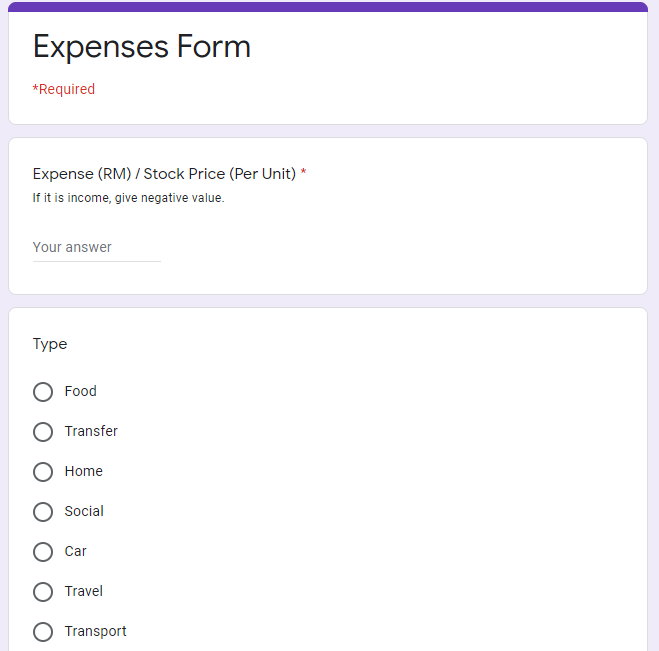 Expenses Form
*Required
Expense (RM) / Stock Price (Per Unit) *
If it is income, give negative value.
Your answer
Type
Food
Transfer
Home
Social
Car
Travel
Transport